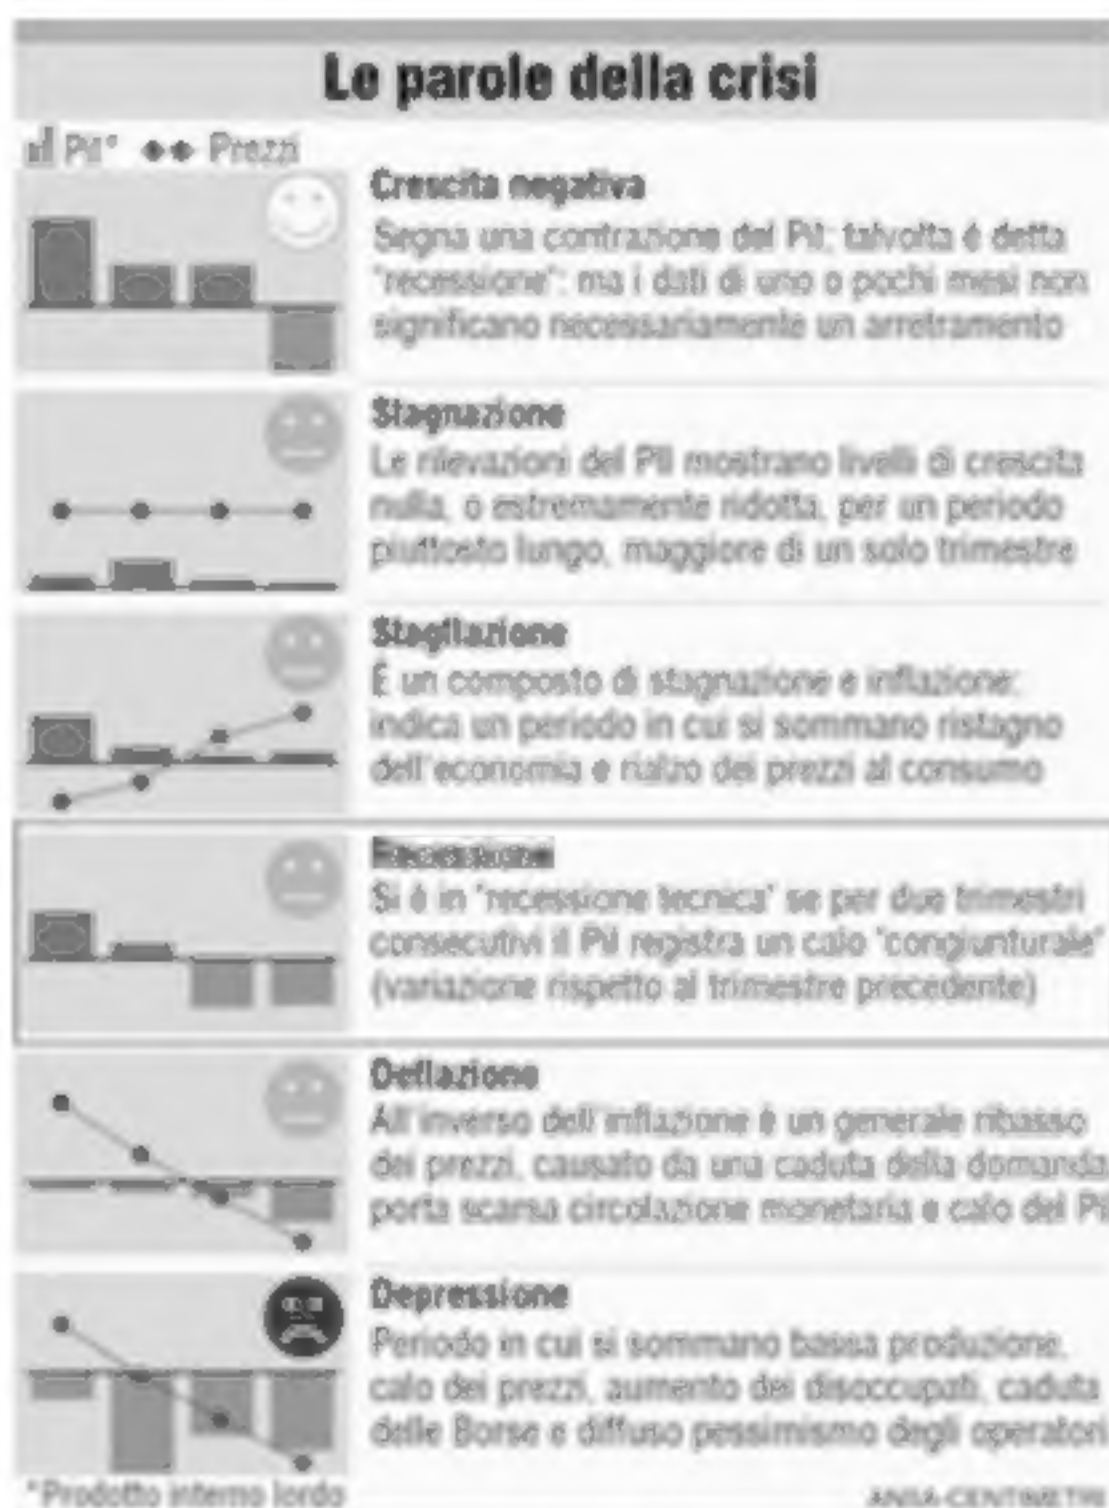 Le parole della crisi
Pil* Prezzi
Crescita negativa
Segna una contrazione del Pil; talvolta è detta
"recessione": ma i dati di uno o pochi mesi non
significano necessariamente un arretramento
Stagnazione
Le rilevazioni del Pil mostrano livelli di crescita
nulla, o estremamente ridotta, per un periodo
piuttosto lungo, maggiore di un solo trimestre
Stagflazione
È un composto di stagnazione e inflazione:
indica un periodo in cui si sommano ristagno
dell'economia e rialzo dei prezzi al consumo
Recessione
Si è in "recessione tecnica" se per due trimestri
consecutivi il Pil registra un calo "congiunturale"
(variazione rispetto al trimestre precedente)
Deflazione
All'inverso dell'inflazione è un generale ribasso
dei prezzi, causato da una caduta della domanda
porta scarsa circolazione monetaria e calo del Pil
Depressione
Periodo in cui si sommano bassa produzione,
calo dei prezzi, aumento dei disoccupati, caduta
delle Borse e diffuso pessimismo degli operatori
*Prodotto interno lordo
ANSA-CENTIMETRI